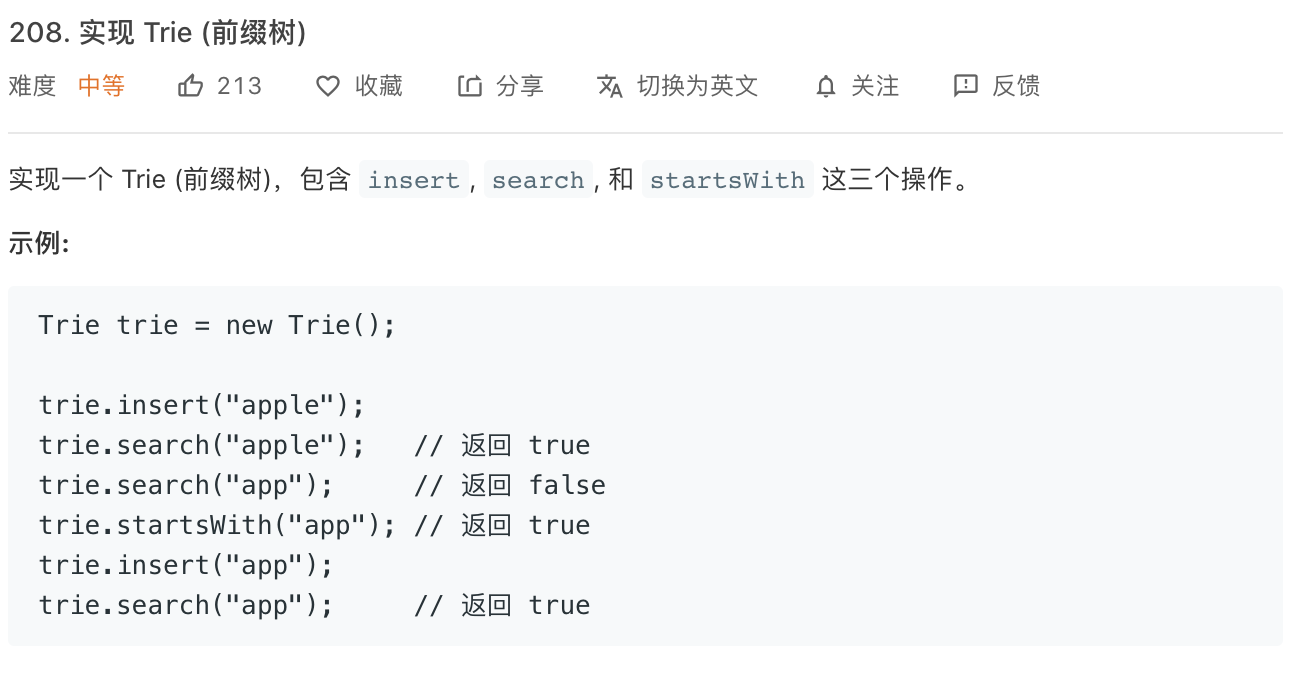 208. 实现 Trie (前缀树)
难度 中等 213 收藏 分享 切换为英文 关注 反馈
实现一个 Trie (前缀树)，包含 insert, search, 和 startsWith 这三个操作。
示例:
Trie trie = new Trie();
trie.insert("apple");
trie.search("apple");   // 返回 true
trie.search("app");     // 返回 false
trie.startsWith("app"); // 返回 true
trie.insert("app");
trie.search("app");     // 返回 true